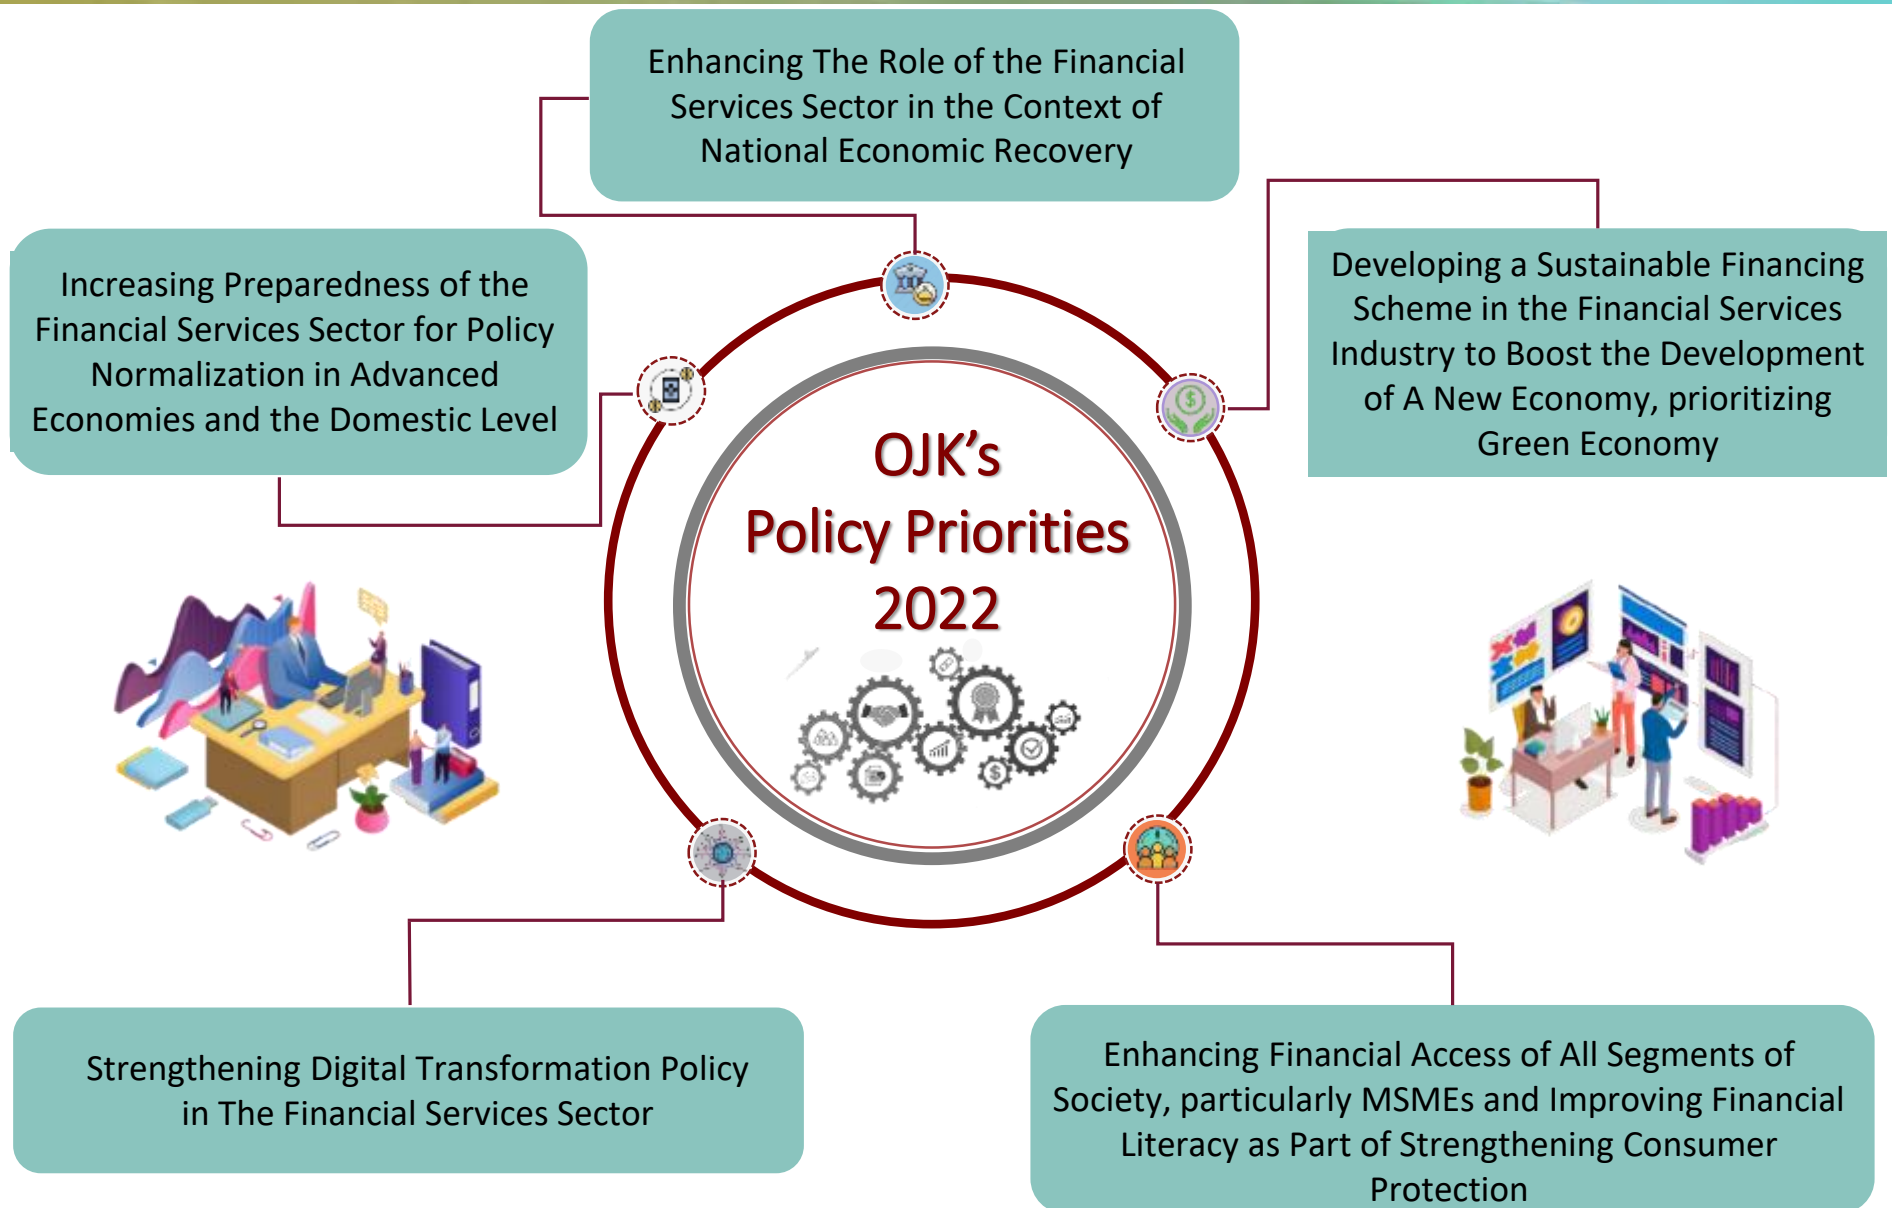 Enhancing The Role of the Financial
Services Sector in the Context of
National Economic Recovery
Increasing Preparedness of the
Financial Services Sector for Policy
Normalization in Advanced
Economies and the Domestic Level
Developing a Sustainable Financing
Scheme in the Financial Services
Industry to Boost the Development
of A New Economy, prioritizing
Green Economy
OJK’s
Policy Priorities
2022
Strengthening Digital Transformation Policy
in The Financial Services Sector
Enhancing Financial Access of All Segments of
Society, particularly MSMEs and Improving Financial
Literacy as Part of Strengthening Consumer
Protection